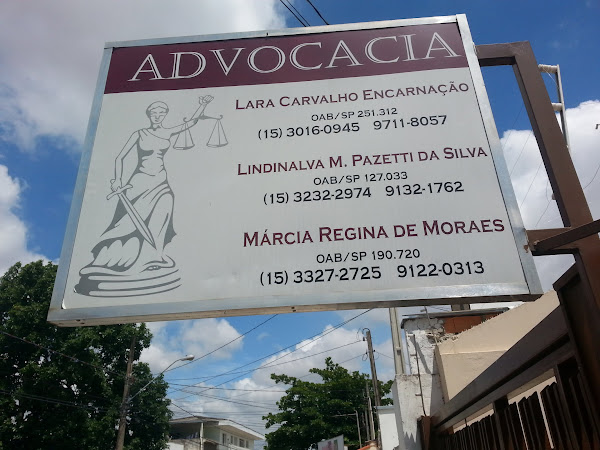 ADVOCACIA
LARA CARVALHO ENCARNAÇÃO
OAB/SP 251.312
(15) 3016-0945 9711-8057
LINDINALVA M. PAZETTI DA SILVA
OAB/SP 127.033
(15) 3232-2974 9132-1762
MÁRCIA REGINA DE MORAES
OAB/SP 190.720
(15) 3327-2725 9122-0313